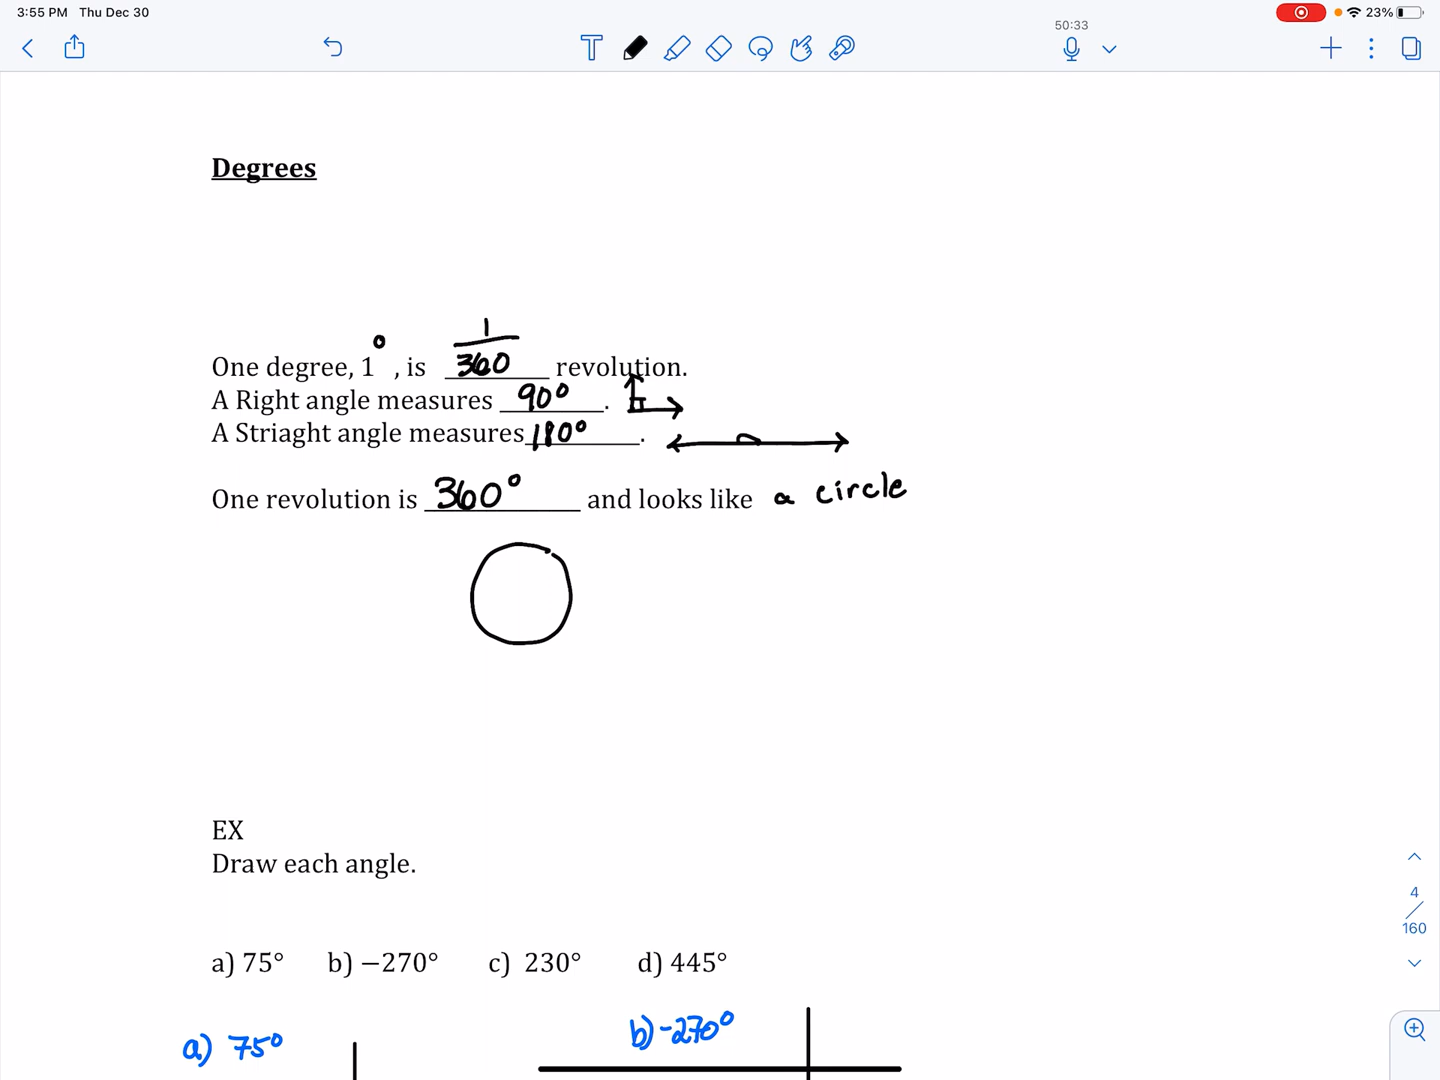 3:55 PM Thu Dec 30 23%
50:33
Degrees
One degree, 1°, is 1/360 revolution.
A Right angle measures 90°.
A Striaght angle measures 180°.
One revolution is 360° and looks like a circle
EX
Draw each angle.
4
/
160
a) 75° b) −270° c) 230° d) 445°
a) 75° b) -270°